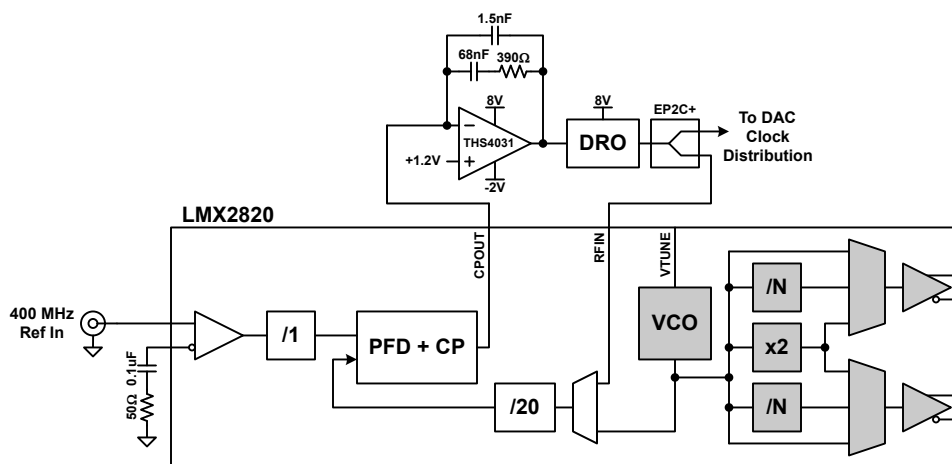 1.5nF
68nF 390Ω
8V
THS4031
+1.2V
-2V
8V
DRO
EP2C+
To DAC
Clock
Distribution
LMX2820
CPOUT
RFIN
VTUNE
400 MHz
Ref In
50Ω 0.1uF
/1
PFD + CP
/20
VCO
/N
x2
/N